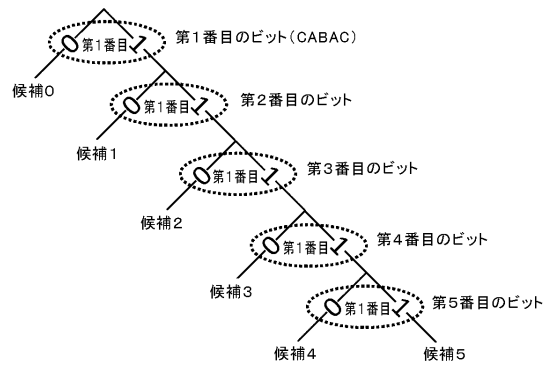 0 第1番目 1 第1番目のビット(CABAC)
候補0
0 第1番目 1 第2番目のビット
候補1
0 第1番目 1 第3番目のビット
候補2
0 第1番目 1 第4番目のビット
候補3
0 第1番目 1 第5番目のビット
候補4 候補5